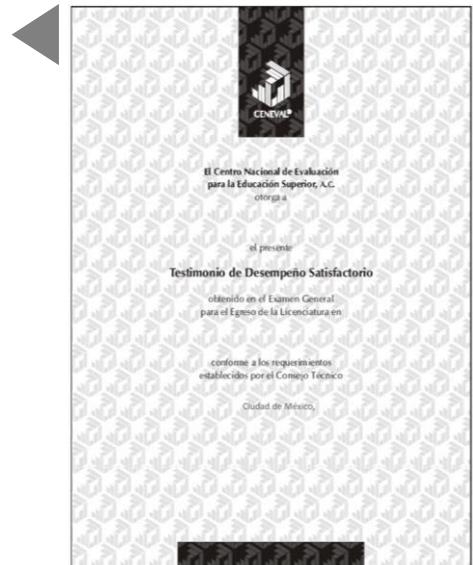 CENEVAL®
El Centro Nacional de Evaluación
para la Educación Superior, A.C.
otorga a
el presente
Testimonio de Desempeño Satisfactorio
obtenido en el Examen General
para el Egreso de la Licenciatura en
conforme a los requerimientos
establecidos por el Consejo Técnico
Ciudad de México,